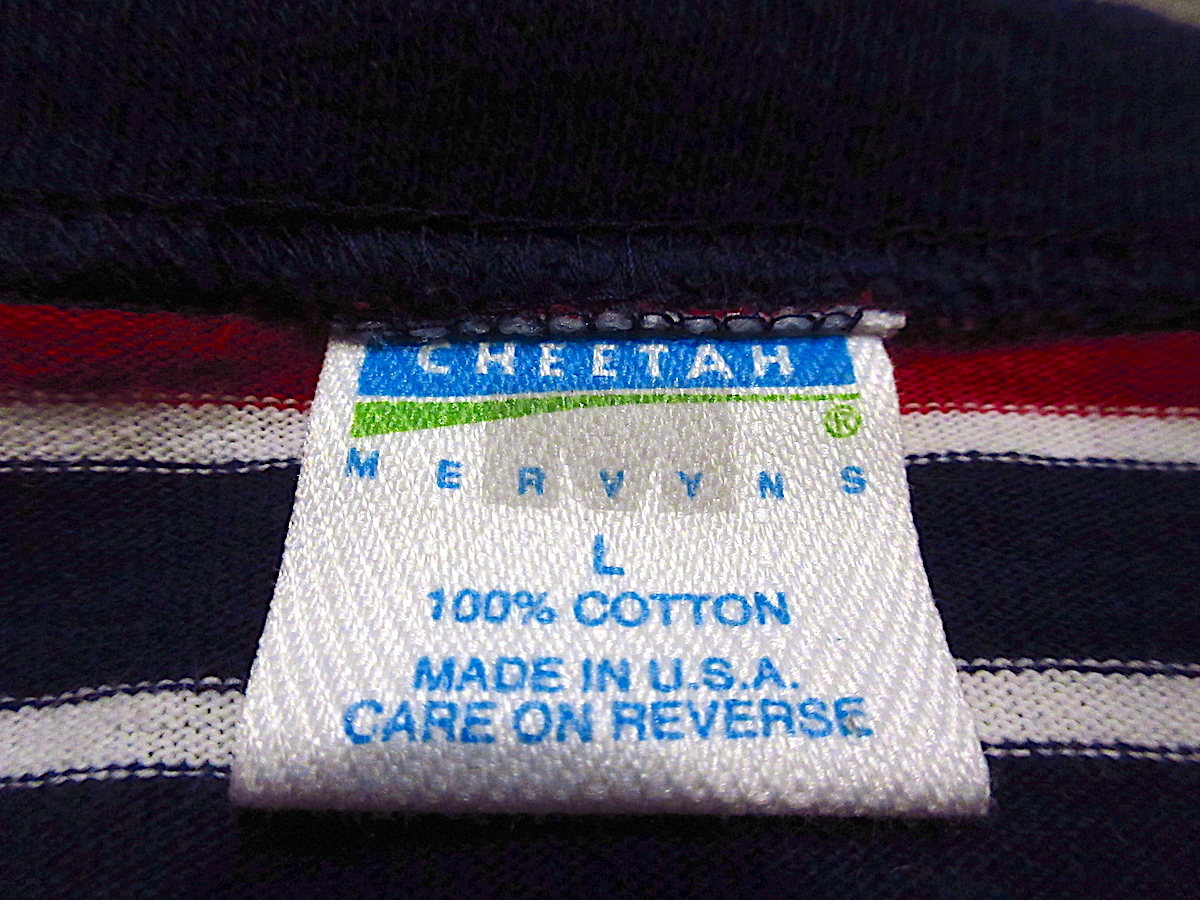 CHEETAH
®
MERVYNS
L
100% COTTON
MADE IN U.S.A.
CARE ON REVERSE